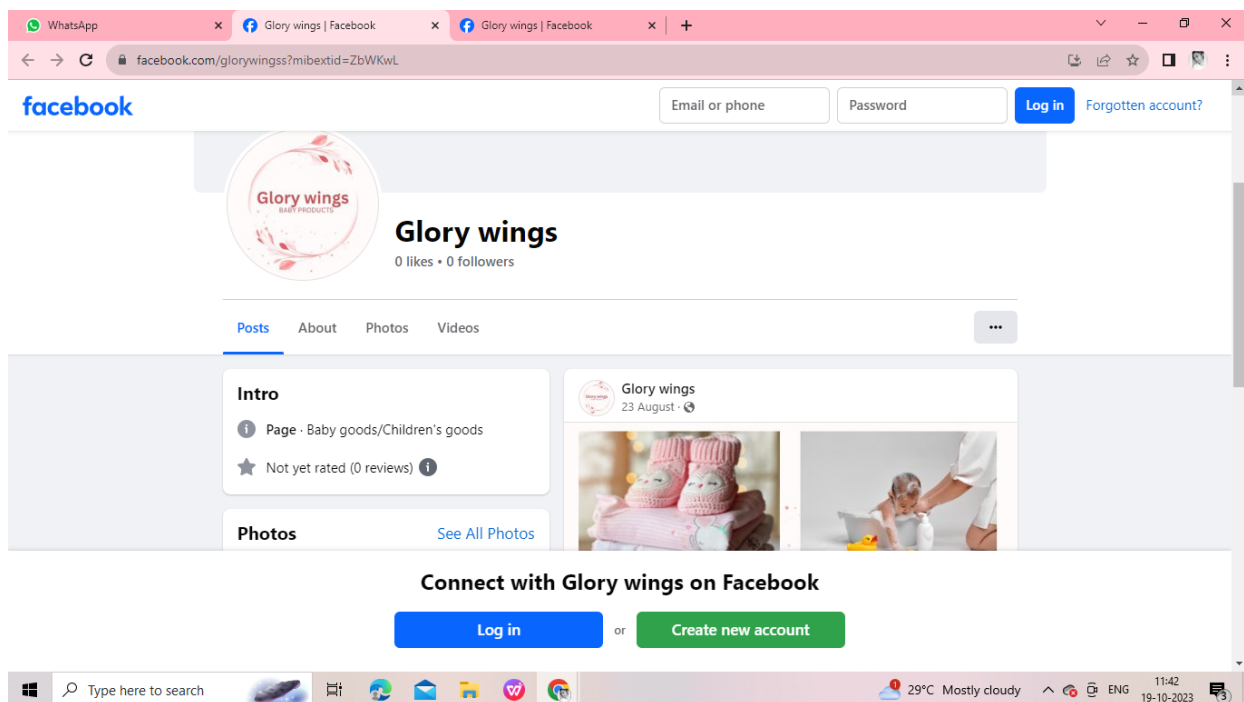 WhatsApp
Glory wings | Facebook
Glory wings | Facebook
facebook.com/glorywingss?mibextid=ZbWKwL
facebook
Email or phone
Password
Log in
Forgotten account?
Glory wings
BABY PRODUCTS
Glory wings
0 likes • 0 followers
Posts About Photos Videos
Intro
Page · Baby goods/Children's goods
Not yet rated (0 reviews)
Photos
See All Photos
Glory wings
23 August ·
Connect with Glory wings on Facebook
Log in
or
Create new account
Type here to search
29°C Mostly cloudy
ENG
11:42
19-10-2023